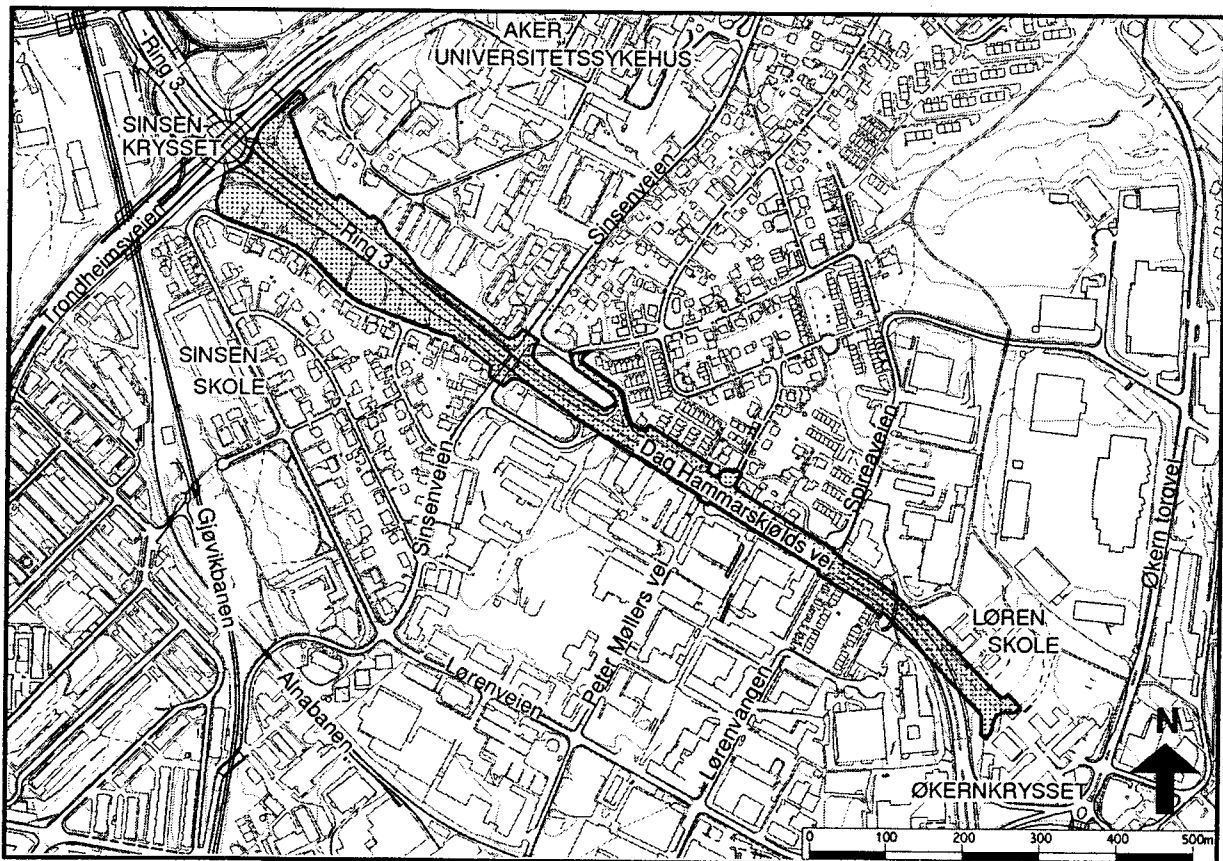 AKER
UNIVERSITETSSYKEHUS
Ring 3
SINSEN-
KRYSSET
Trondheimsveien
Ring 3
Sinsenveien
SINSEN
SKOLE
Sinsenveien
Dag Hammarskjølds vei
Spireaveien
Økern torgvei
Gjøvikbanen
Alnabanen
Lørenveien
Peter Møllers vei
Lørenvangen
LØREN
SKOLE
N
ØKERNKRYSSET
0 100 200 300 400 500m